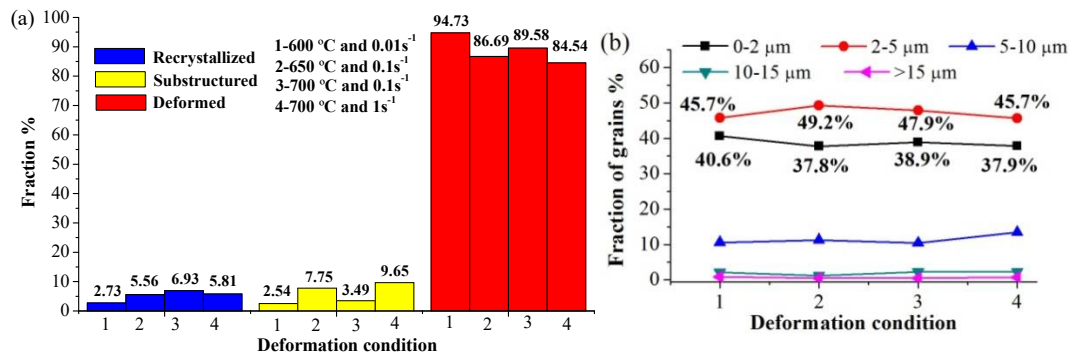 (a)
100
90
80
70
60
50
40
30
20
10
0
Fraction %
Recrystallized
Substructured
Deformed
1-600 ºC and 0.01s⁻¹
2-650 ºC and 0.1s⁻¹
3-700 ºC and 0.1s⁻¹
4-700 ºC and 1s⁻¹
2.73 5.56 6.93 5.81 2.54 7.75 3.49 9.65 94.73 86.69 89.58 84.54
1 2 3 4 1 2 3 4 1 2 3 4
Deformation condition
(b)
0-2 µm 2-5 µm 5-10 µm
10-15 µm >15 µm
60
50
40
30
20
10
0
Fraction of grains %
45.7% 49.2% 47.9% 45.7%
40.6% 37.8% 38.9% 37.9%
1 2 3 4
Deformation condition